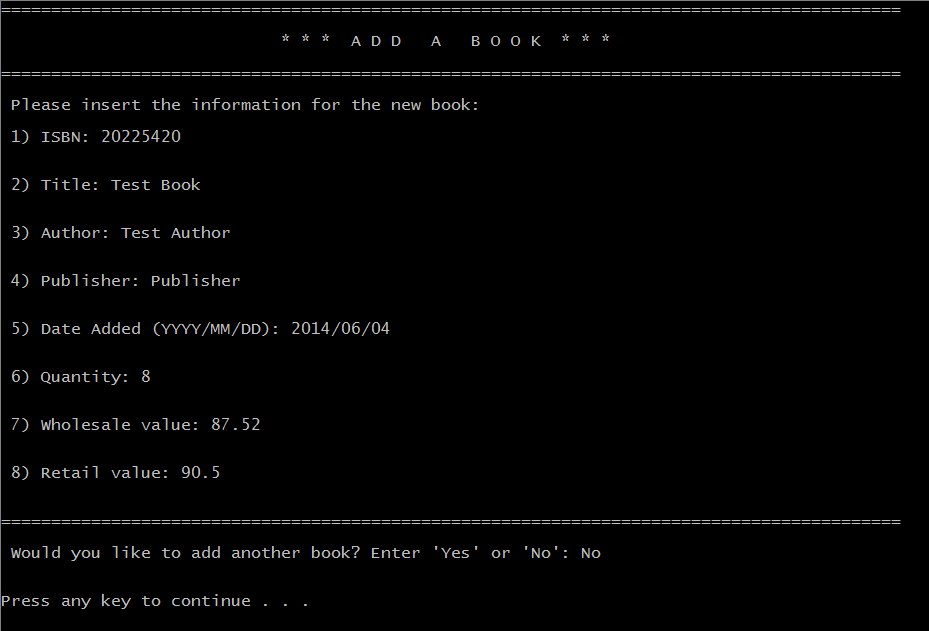 ==========================================================================================
* * *  A D D   A   B O O K  * * *
==========================================================================================
Please insert the information for the new book:
1) ISBN: 20225420
2) Title: Test Book
3) Author: Test Author
4) Publisher: Publisher
5) Date Added (YYYY/MM/DD): 2014/06/04
6) Quantity: 8
7) Wholesale value: 87.52
8) Retail value: 90.5
==========================================================================================
Would you like to add another book? Enter 'Yes' or 'No': No
Press any key to continue . . .